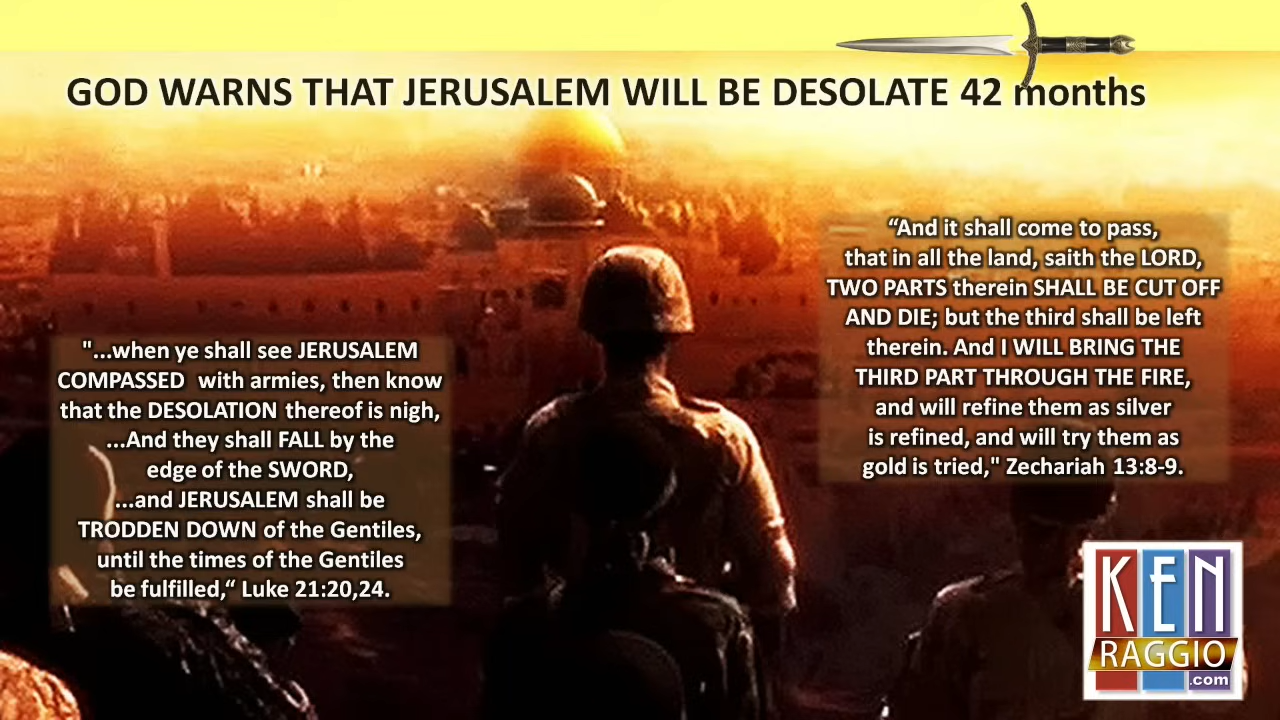 GOD WARNS THAT JERUSALEM WILL BE DESOLATE 42 months
"...when ye shall see JERUSALEM
COMPASSED with armies, then know
that the DESOLATION thereof is nigh,
...And they shall FALL by the
edge of the SWORD,
...and JERUSALEM shall be
TRODDEN DOWN of the Gentiles,
until the times of the Gentiles
be fulfilled,“ Luke 21:20,24.
“And it shall come to pass,
that in all the land, saith the LORD,
TWO PARTS therein SHALL BE CUT OFF
AND DIE; but the third shall be left
therein. And I WILL BRING THE
THIRD PART THROUGH THE FIRE,
and will refine them as silver
is refined, and will try them as
gold is tried," Zechariah 13:8-9.
KEN
RAGGIO
.com